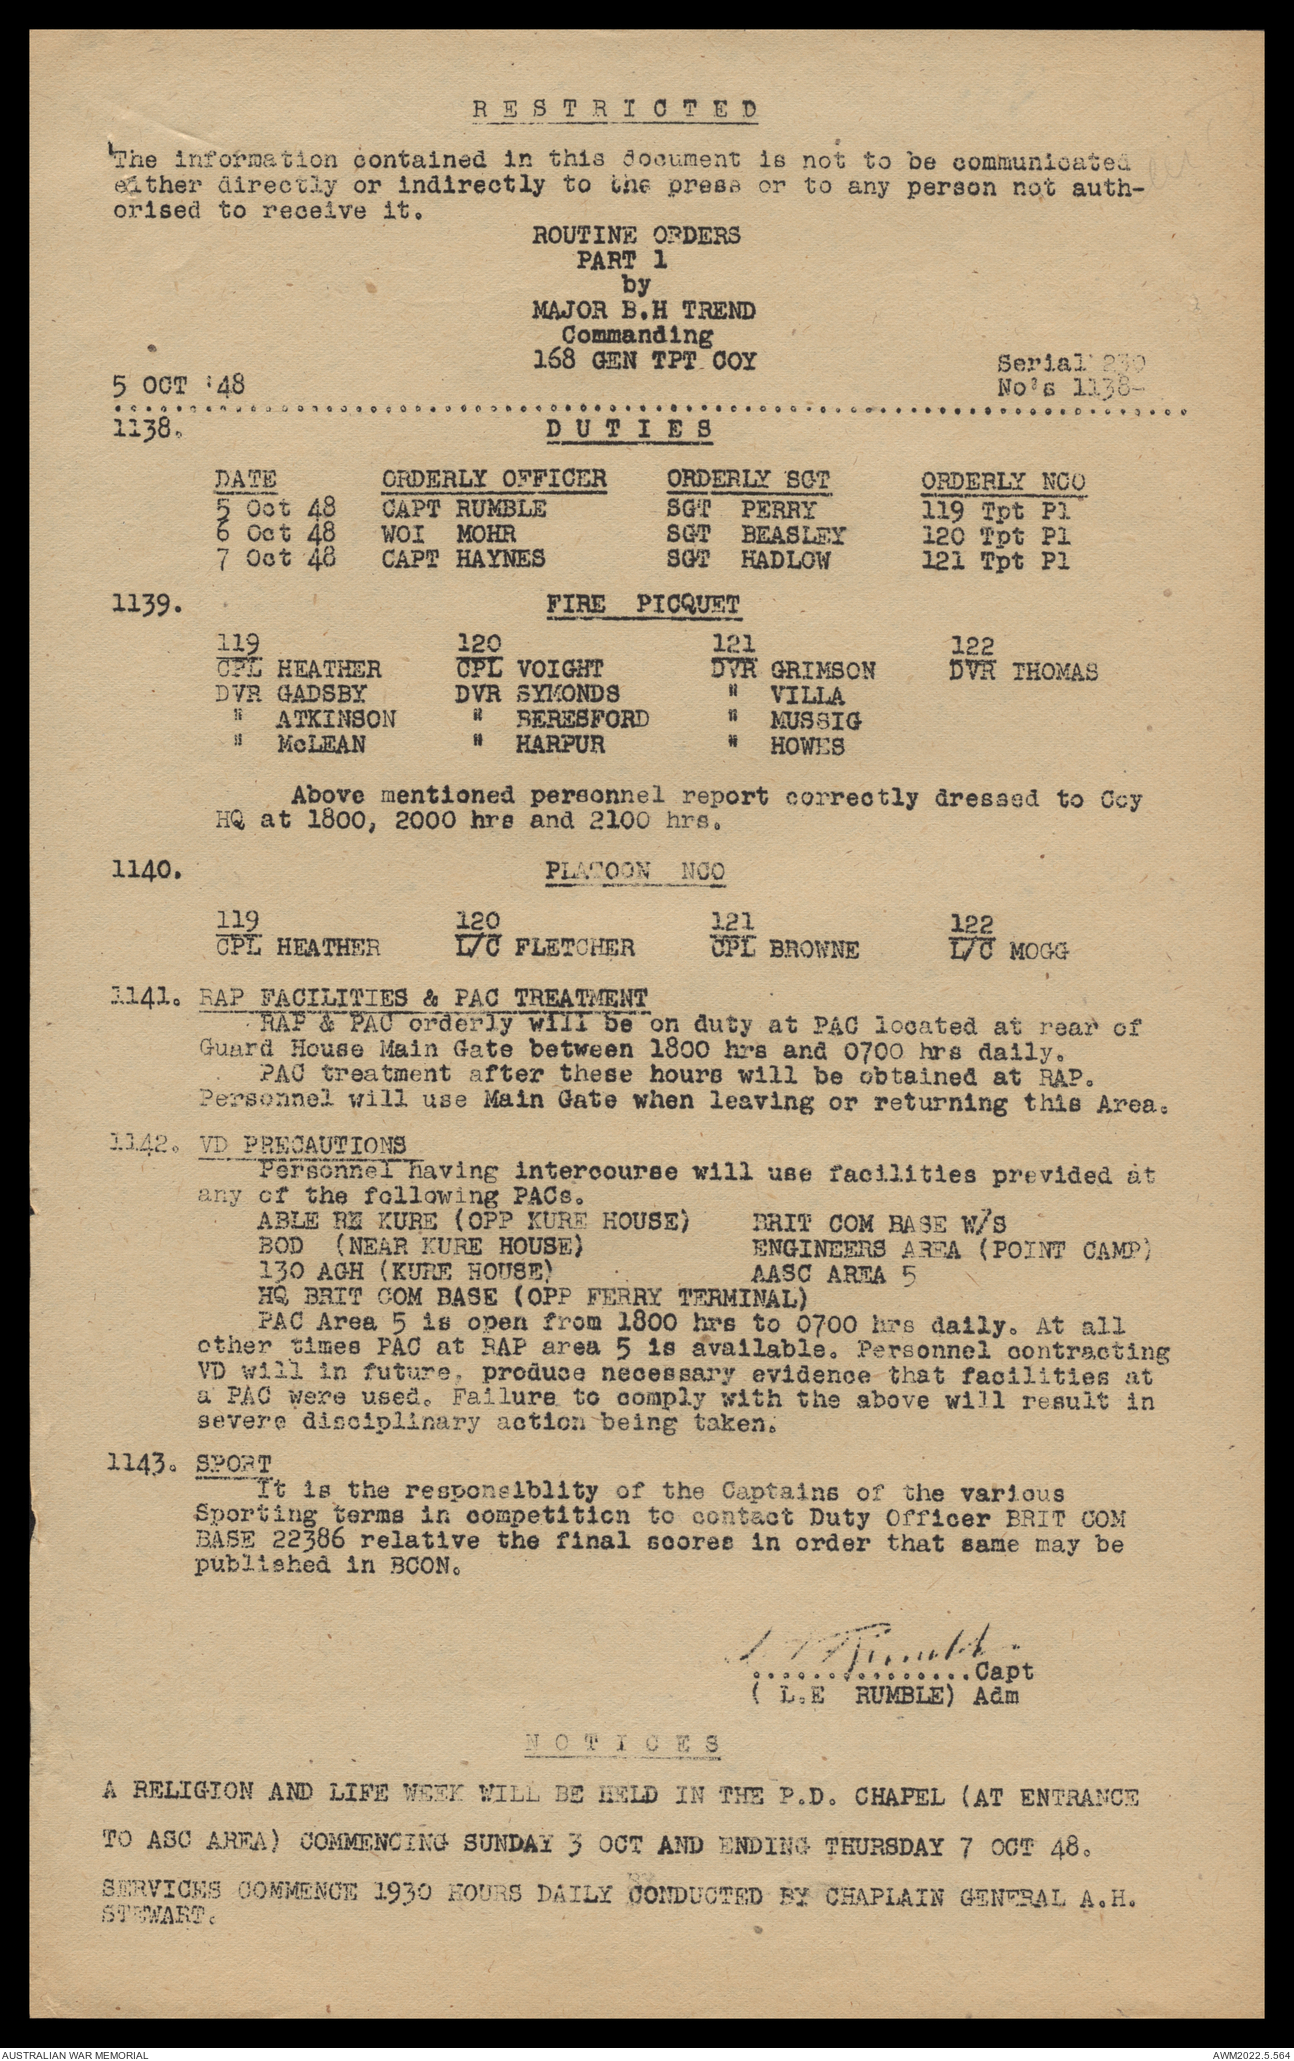 RESTRICTED
The information contained in this document is not to be communicated
either directly or indirectly to the press or to any person not auth-
orised to receive it.
ROUTINE ORDERS
PART 1
by
MAJOR B.H TREND
Commanding
168 GEN TPT COY
Serial 230
5 OCT '48 No's 1138-
1138. DUTIES
DATE ORDERLY OFFICER ORDERLY SGT ORDERLY NCO
5 Oct 48 CAPT RUMBLE SGT PERRY 119 Tpt Pl
6 Oct 48 WOI MOHR SGT BEASLEY 120 Tpt Pl
7 Oct 48 CAPT HAYNES SGT HADLOW 121 Tpt Pl
1139. FIRE PICQUET
119 120 121 122
CPL HEATHER CPL VOIGHT DVR GRIMSON DVR THOMAS
DVR GADSBY DVR SYMONDS " VILLA
" ATKINSON " BERESFORD " MUSSIG
" McLEAN " HARPUR " HOWES
Above mentioned personnel report correctly dressed to Coy
HQ at 1800, 2000 hrs and 2100 hrs.
1140. PLATOON NCO
119 120 121 122
CPL HEATHER L/C FLETCHER CPL BROWNE L/C MOGG
1141. RAP FACILITIES & PAC TREATMENT
RAP & PAC orderly will be on duty at PAC located at rear of
Guard House Main Gate between 1800 hrs and 0700 hrs daily.
PAC treatment after these hours will be obtained at RAP.
Personnel will use Main Gate when leaving or returning this Area.
1142. VD PRECAUTIONS
Personnel having intercourse will use facilities previded at
any of the following PACs.
ABLE RE KURE (OPP KURE HOUSE) BRIT COM BASE W/S
BOD (NEAR KURE HOUSE) ENGINEERS AREA (POINT CAMP)
130 AGH (KURE HOUSE) AASC AREA 5
HQ BRIT COM BASE (OPP FERRY TERMINAL)
PAC Area 5 is open from 1800 hrs to 0700 hrs daily. At all
other times PAC at RAP area 5 is available. Personnel contracting
VD will in future, produce necessary evidence that facilities at
a PAC were used. Failure to comply with the above will result in
severe disciplinary action being taken.
1143. SPORT
It is the responsiblity of the Captains of the various
Sporting terms in competition to contact Duty Officer BRIT COM
BASE 22386 relative the final scores in order that same may be
published in BCON.
...............Capt
( L.E RUMBLE) Adm
NOTICES
A RELIGION AND LIFE WEEK WILL BE HELD IN THE P.D. CHAPEL (AT ENTRANCE
TO ASC AREA) COMMENCING SUNDAY 3 OCT AND ENDING THURSDAY 7 OCT 48.
SERVICES COMMENCE 1930 HOURS DAILY CONDUCTED BY CHAPLAIN GENERAL A.H.
STEWART.
AUSTRALIAN WAR MEMORIAL AWM2022.5.564